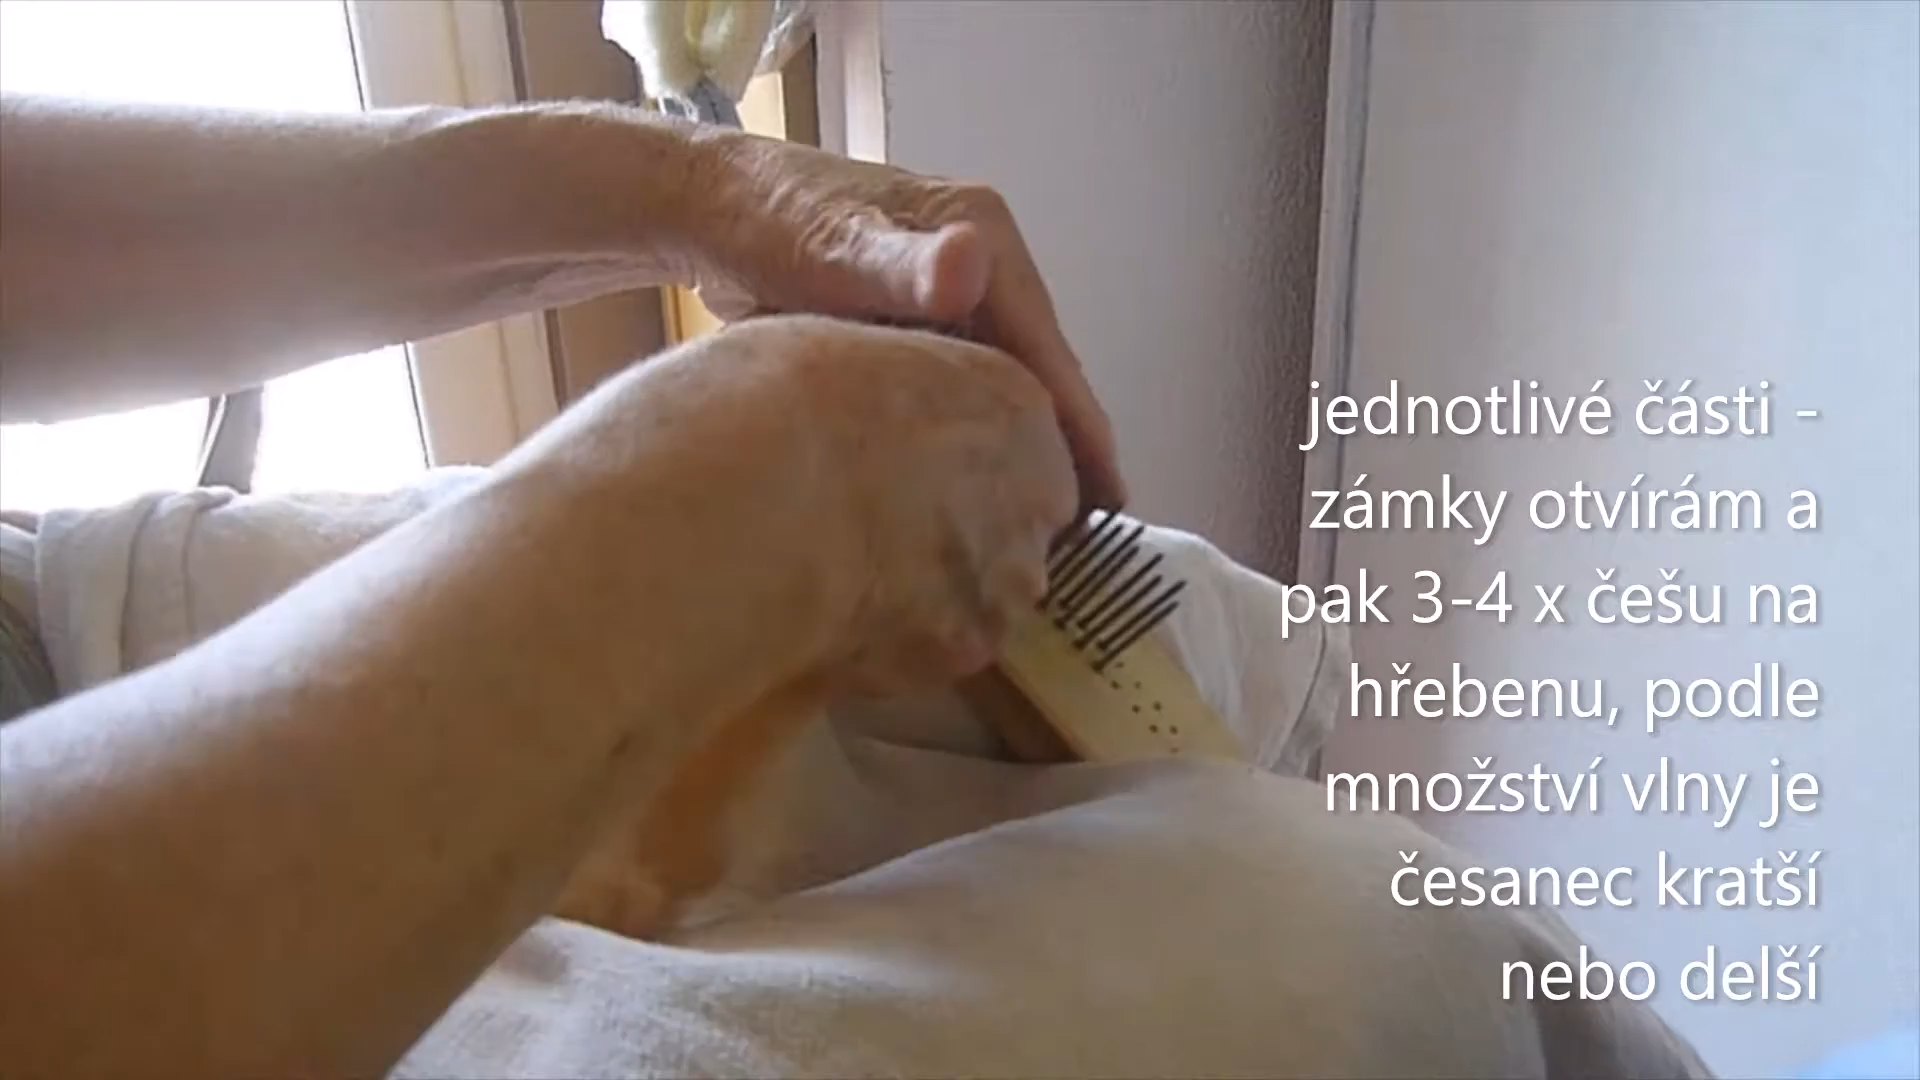 jednotlivé části -
zámky otvírám a
pak 3-4 x češu na
hřebenu, podle
množství vlny je
česanec kratší
nebo delší